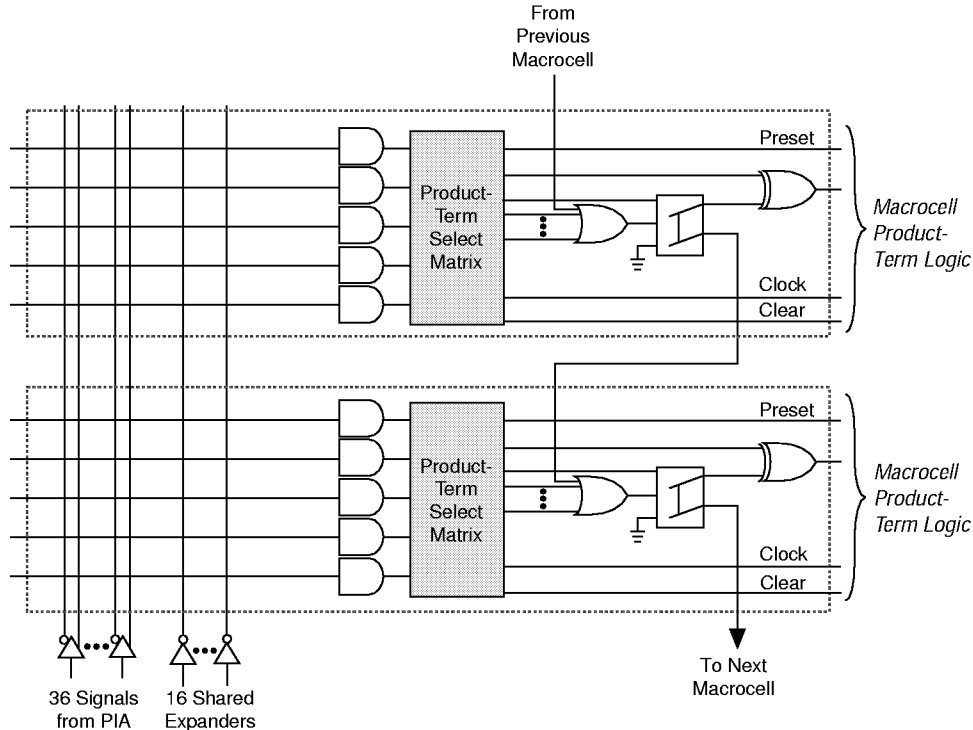 From
Previous
Macrocell
Preset
Product-
Term
Select
Matrix
Macrocell
Product-
Term Logic
Clock
Clear
Preset
Product-
Term
Select
Matrix
Macrocell
Product-
Term Logic
Clock
Clear
36 Signals
from PIA
16 Shared
Expanders
To Next
Macrocell